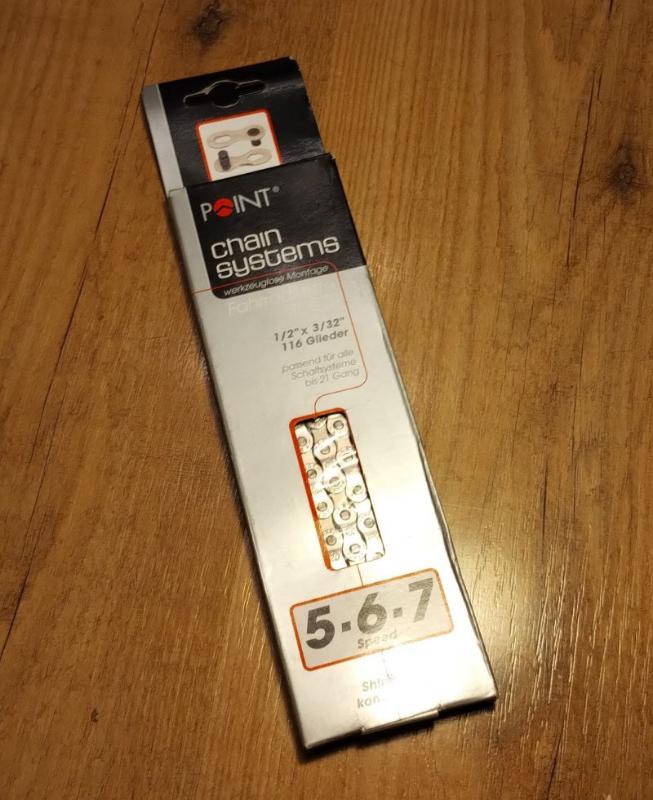 POINT®
chain
systems
werkzeuglose Montage
1/2" x 3/32"
116 Glieder
passend für alle
Schaltsysteme
bis 21 Gang
5·6·7
Speed